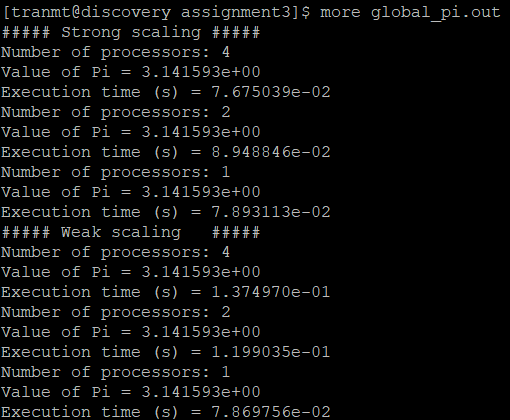 [tranmt@discovery assignment3]$ more global_pi.out
##### Strong scaling #####
Number of processors: 4
Value of Pi = 3.141593e+00
Execution time (s) = 7.675039e-02
Number of processors: 2
Value of Pi = 3.141593e+00
Execution time (s) = 8.948846e-02
Number of processors: 1
Value of Pi = 3.141593e+00
Execution time (s) = 7.893113e-02
##### Weak scaling   #####
Number of processors: 4
Value of Pi = 3.141593e+00
Execution time (s) = 1.374970e-01
Number of processors: 2
Value of Pi = 3.141593e+00
Execution time (s) = 1.199035e-01
Number of processors: 1
Value of Pi = 3.141593e+00
Execution time (s) = 7.869756e-02